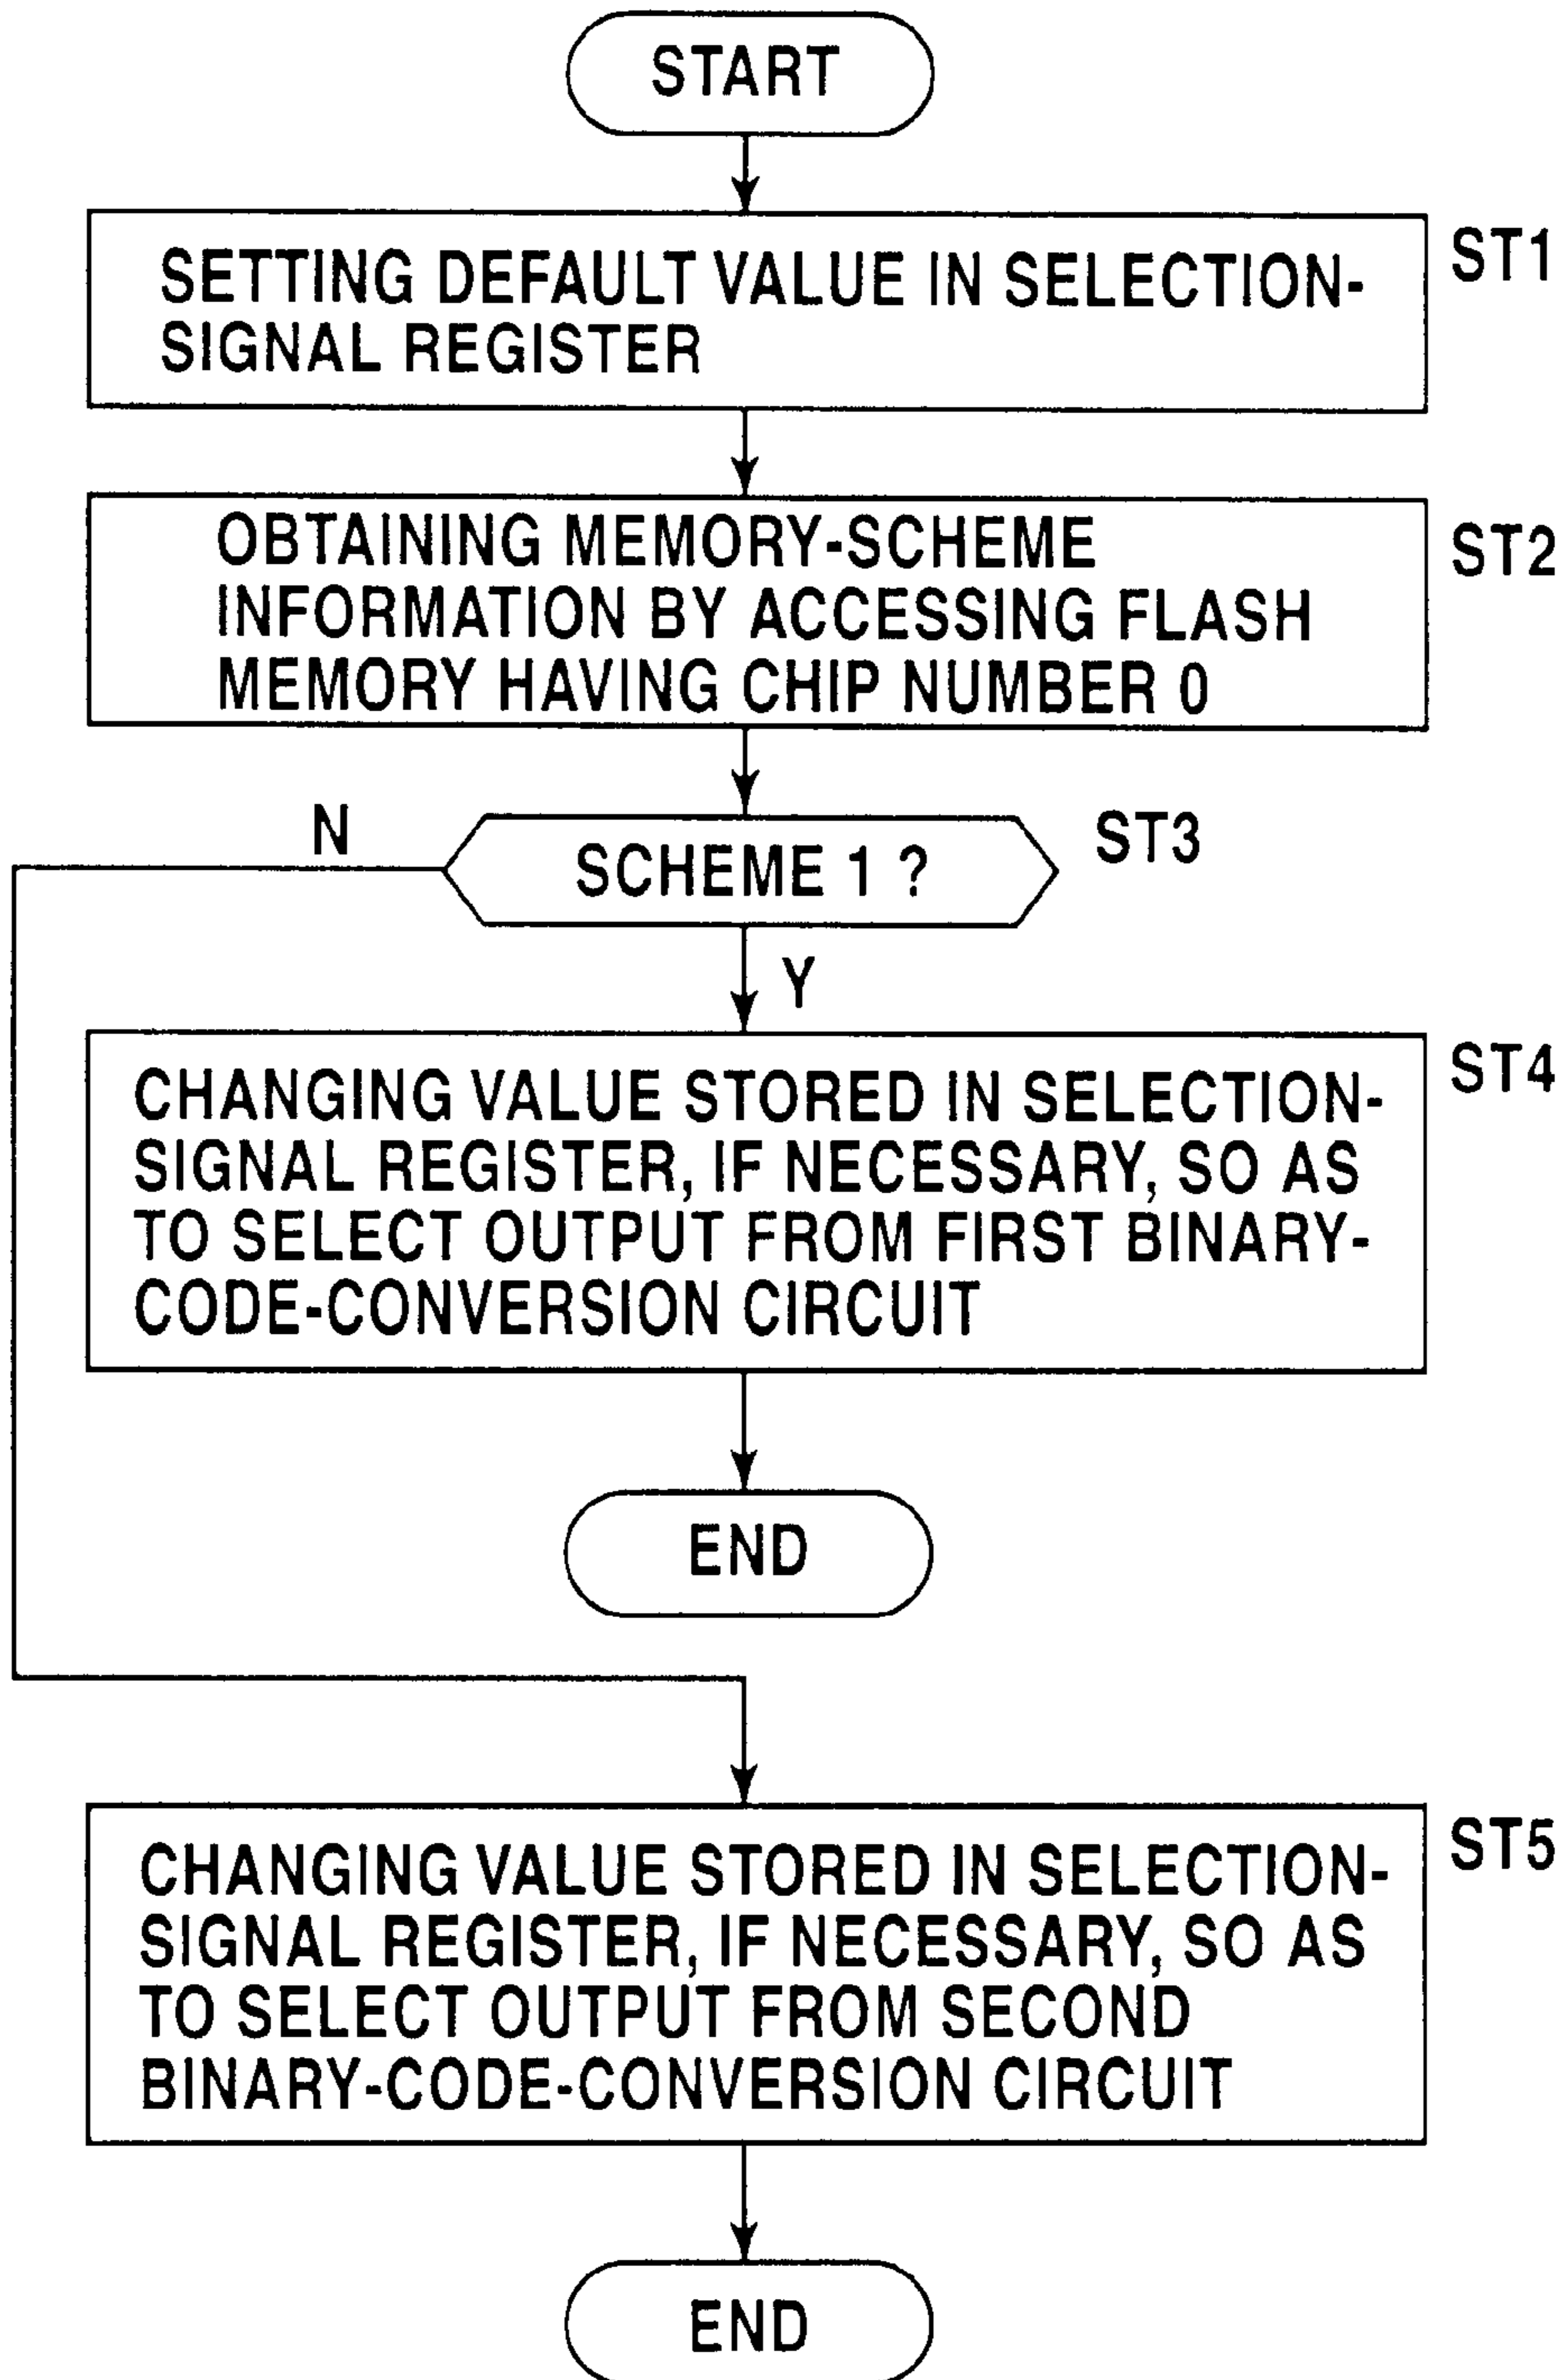 START
SETTING DEFAULT VALUE IN SELECTION-
SIGNAL REGISTER
ST1
OBTAINING MEMORY-SCHEME
INFORMATION BY ACCESSING FLASH
MEMORY HAVING CHIP NUMBER 0
ST2
N
SCHEME 1 ?
ST3
Y
CHANGING VALUE STORED IN SELECTION-
SIGNAL REGISTER, IF NECESSARY, SO AS
TO SELECT OUTPUT FROM FIRST BINARY-
CODE-CONVERSION CIRCUIT
ST4
END
CHANGING VALUE STORED IN SELECTION-
SIGNAL REGISTER, IF NECESSARY, SO AS
TO SELECT OUTPUT FROM SECOND
BINARY-CODE-CONVERSION CIRCUIT
ST5
END